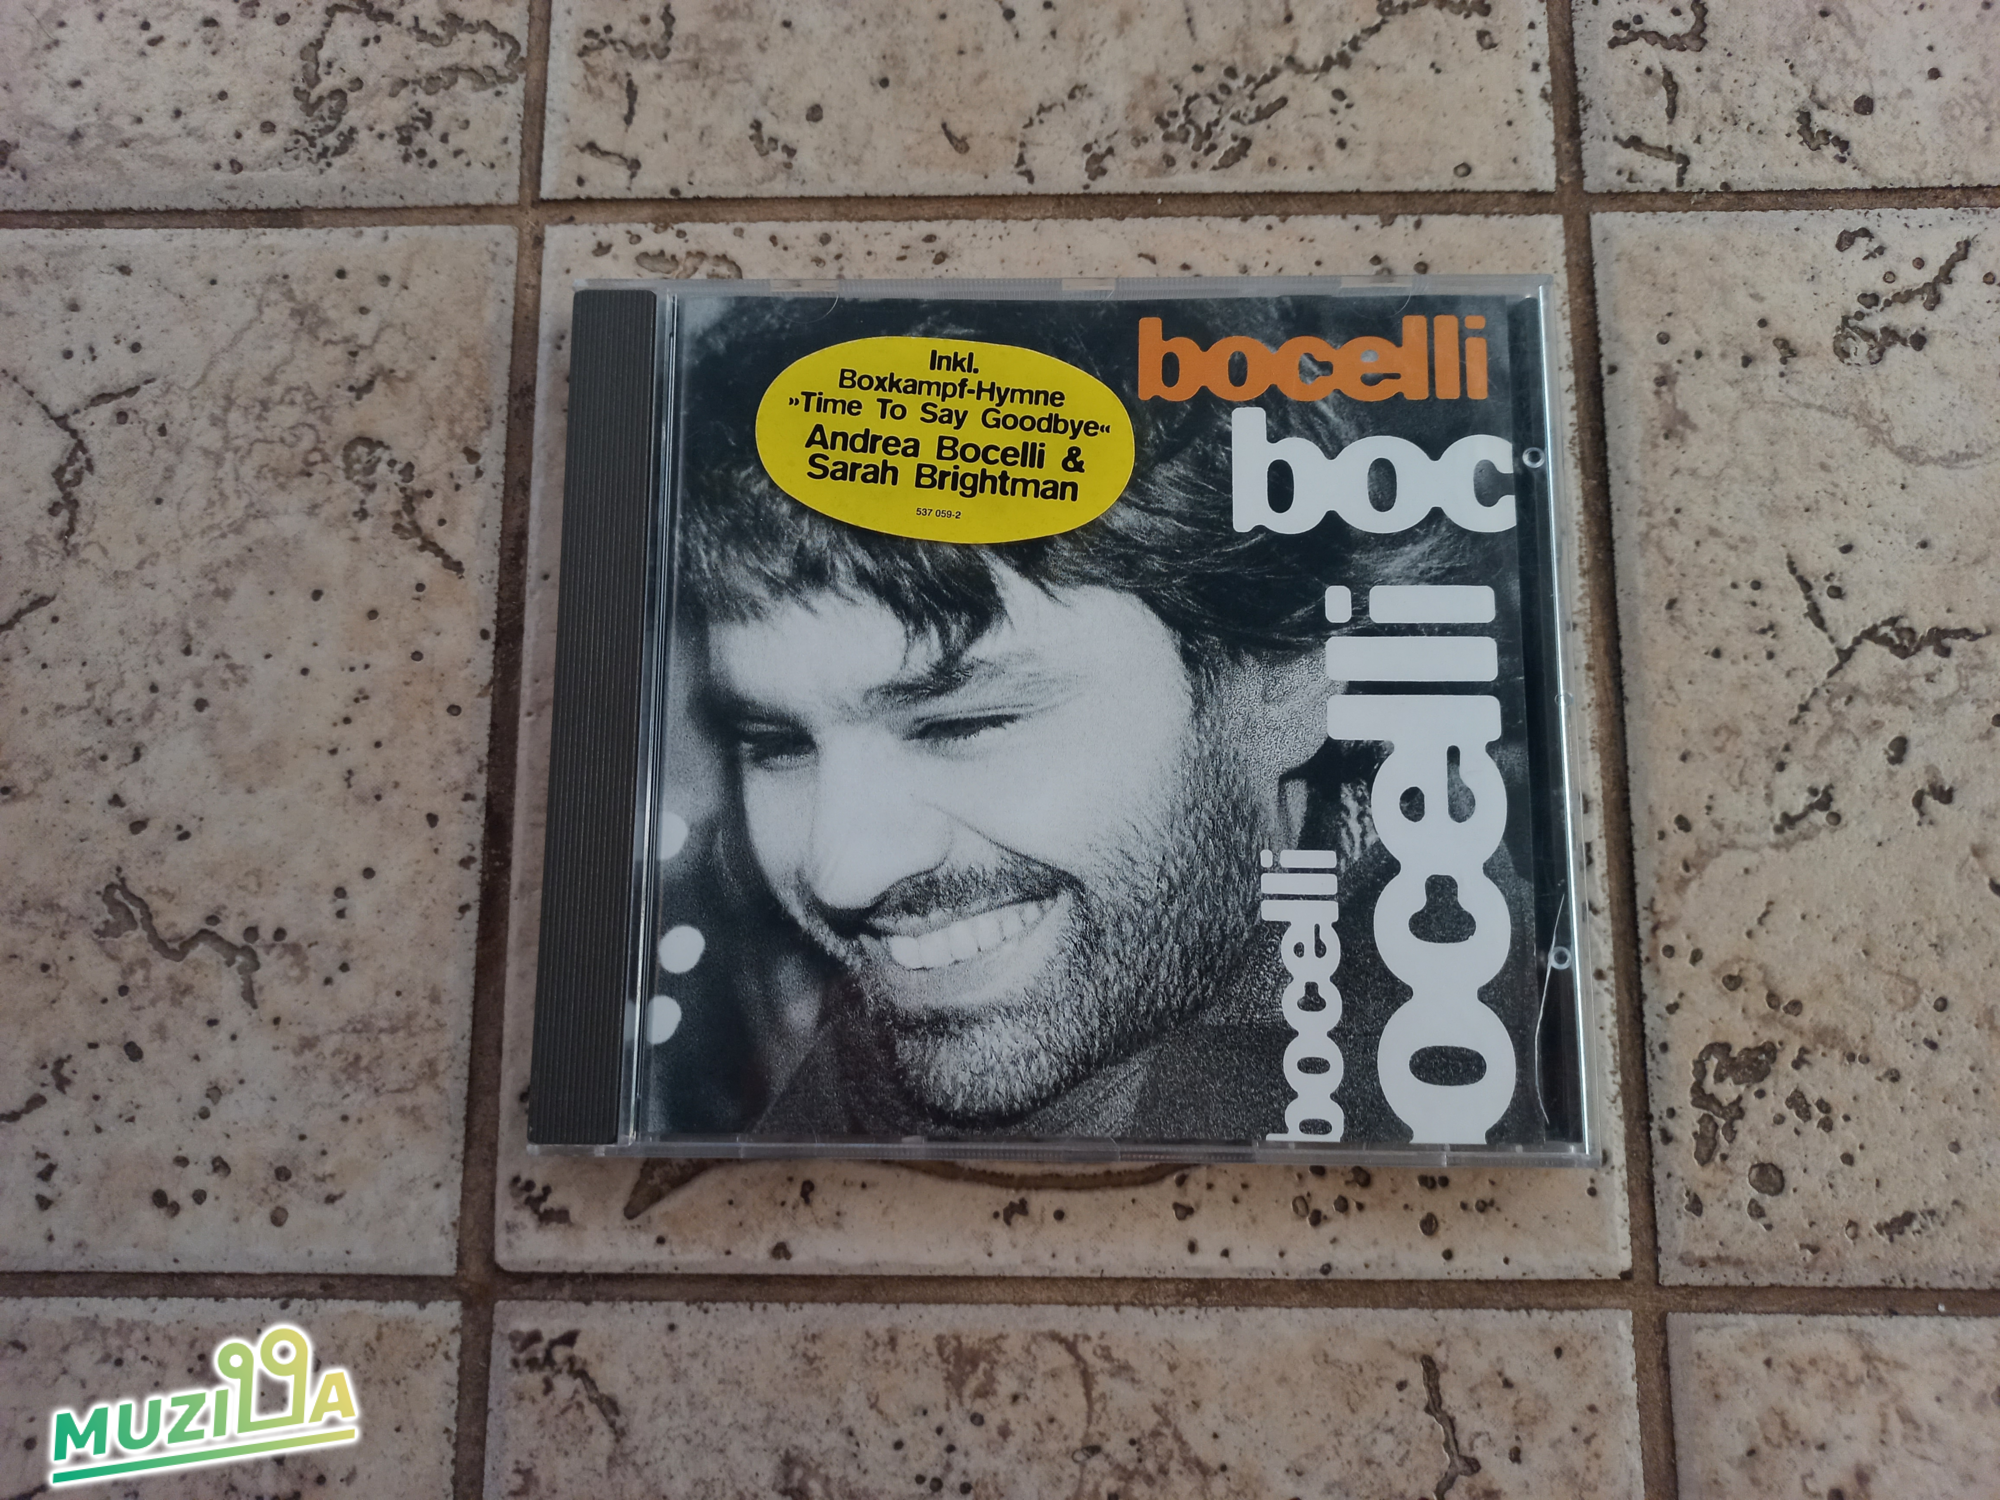 Inkl.
Boxkampf-Hymne
»Time To Say Goodbye«
Andrea Bocelli &
Sarah Brightman
537 059-2
bocelli
boc
ocelli
bocelli
MUZILLA